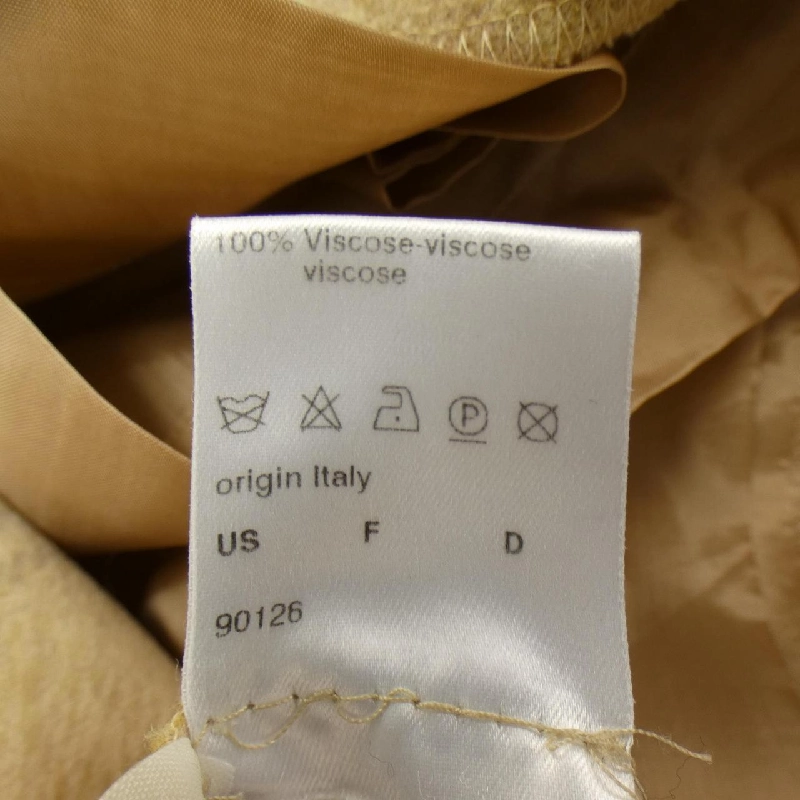 100% Viscose-viscose
viscose
P
origin Italy
US F D
90126